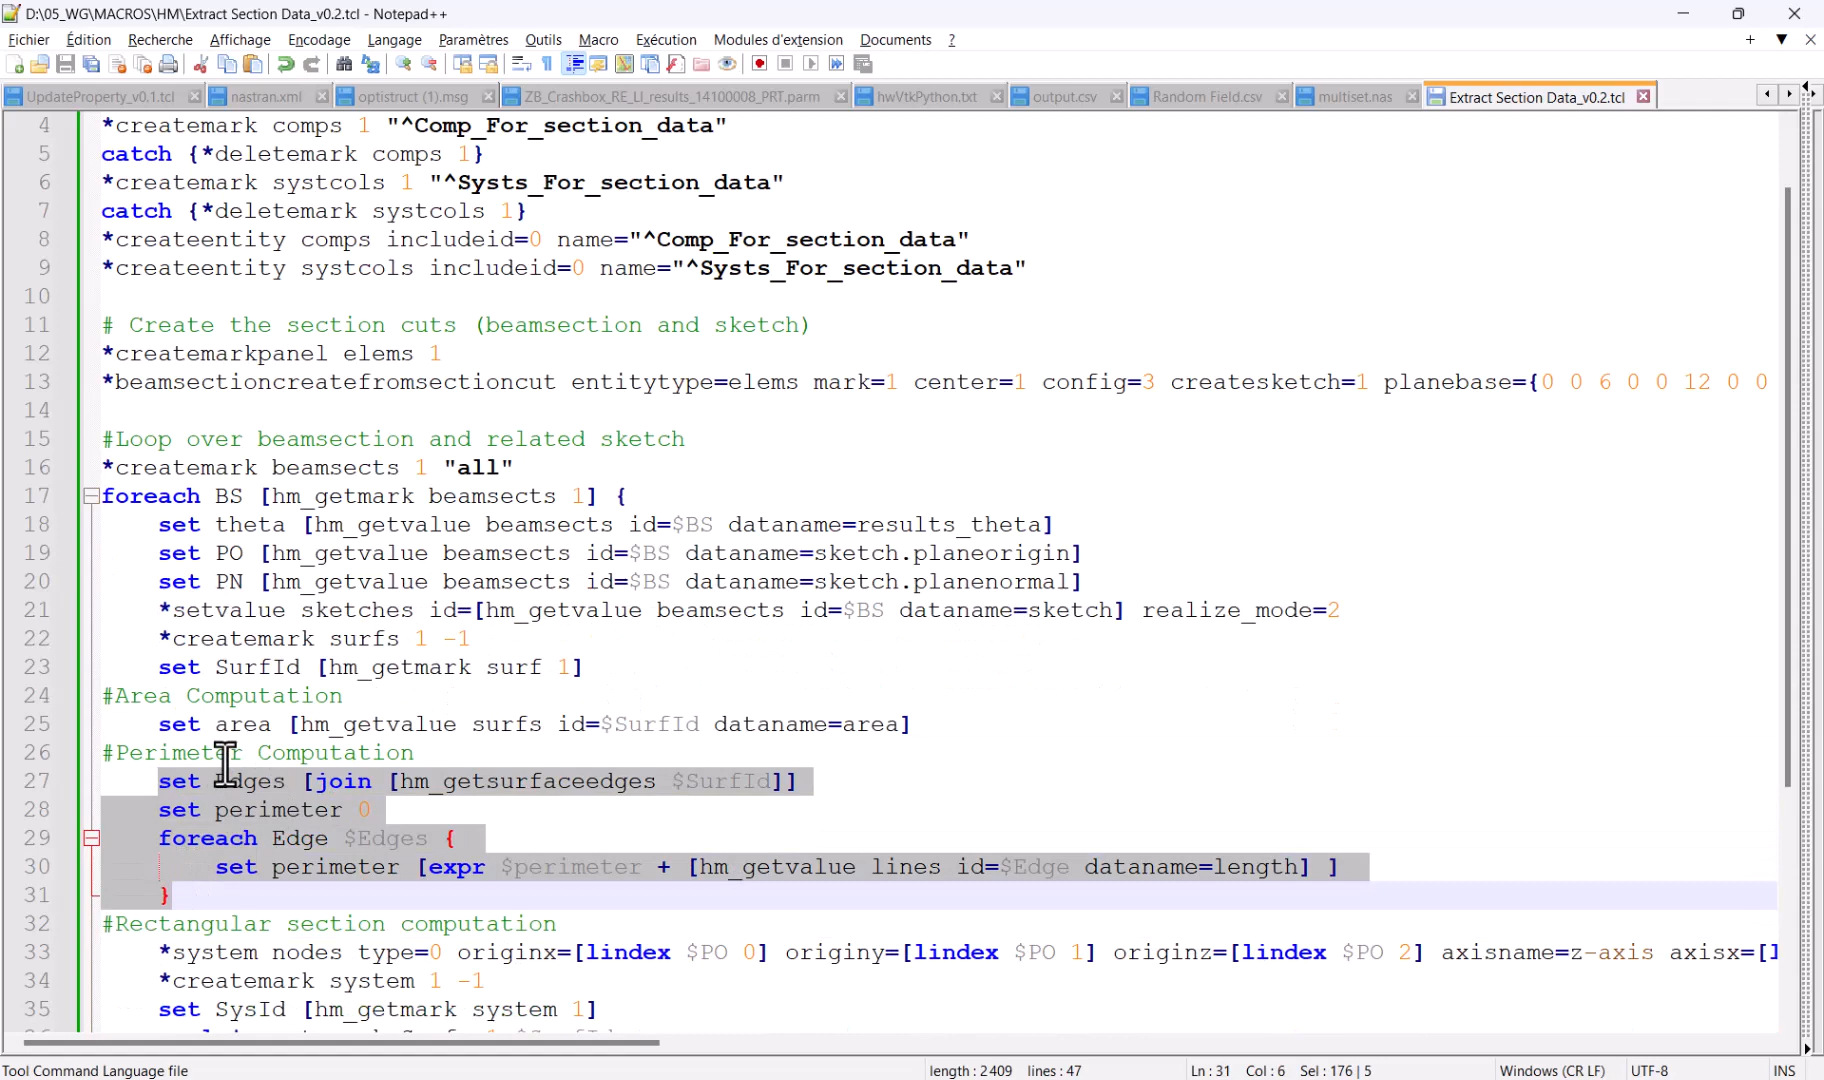 D:\05_WG\MACROS\HM\Extract Section Data_v0.2.tcl - Notepad++
Fichier Édition Recherche Affichage Encodage Langage Paramètres Outils Macro Exécution Modules d'extension Documents ?
UpdateProperty_v0.1.tcl nastran.xml optistruct (1).msg ZB_Crashbox_RE_LI_results_14100008_PRT.parm hwVtkPython.txt output.csv Random Field.csv multiset.nas Extract Section Data_v0.2.tcl
4 *createmark comps 1 "^Comp_For_section_data"
5 catch {*deletemark comps 1}
6 *createmark systcols 1 "^Systs_For_section_data"
7 catch {*deletemark systcols 1}
8 *createentity comps includeid=0 name="^Comp_For_section_data"
9 *createentity systcols includeid=0 name="^Systs_For_section_data"
10
11 # Create the section cuts (beamsection and sketch)
12 *createmarkpanel elems 1
13 *beamsectioncreatefromsectioncut entitytype=elems mark=1 center=1 config=3 createsketch=1 planebase={0 0 6 0 0 12 0 0
14
15 #Loop over beamsection and related sketch
16 *createmark beamsects 1 "all"
17 foreach BS [hm_getmark beamsects 1] {
18 set theta [hm_getvalue beamsects id=$BS dataname=results_theta]
19 set PO [hm_getvalue beamsects id=$BS dataname=sketch.planeorigin]
20 set PN [hm_getvalue beamsects id=$BS dataname=sketch.planenormal]
21 *setvalue sketches id=[hm_getvalue beamsects id=$BS dataname=sketch] realize_mode=2
22 *createmark surfs 1 -1
23 set SurfId [hm_getmark surf 1]
24 #Area Computation
25 set area [hm_getvalue surfs id=$SurfId dataname=area]
26 #Perimeter Computation
27 set Edges [join [hm_getsurfaceedges $SurfId]]
28 set perimeter 0
29 foreach Edge $Edges {
30 set perimeter [expr $perimeter + [hm_getvalue lines id=$Edge dataname=length] ]
31 }
32 #Rectangular section computation
33 *system nodes type=0 originx=[lindex $PO 0] originy=[lindex $PO 1] originz=[lindex $PO 2] axisname=z-axis axisx=[l
34 *createmark system 1 -1
35 set SysId [hm_getmark system 1]
Tool Command Language file length : 2409 lines : 47 Ln : 31 Col : 6 Sel : 176 | 5 Windows (CR LF) UTF-8 INS